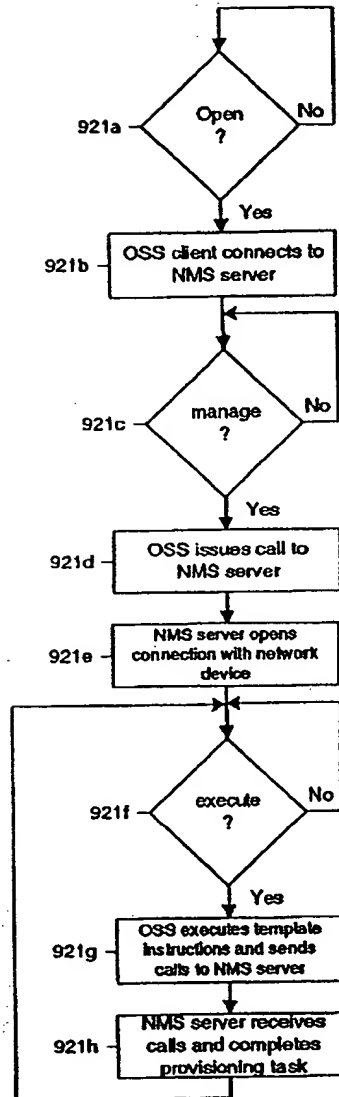 Open
?
No
921a
Yes
OSS client connects to
NMS server
921b
manage
?
No
921c
Yes
OSS issues call to
NMS server
921d
NMS server opens
connection with network
device
921e
execute
?
No
921f
Yes
OSS executes template
instructions and sends
calls to NMS server
921g
NMS server receives
calls and completes
provisioning task
921h